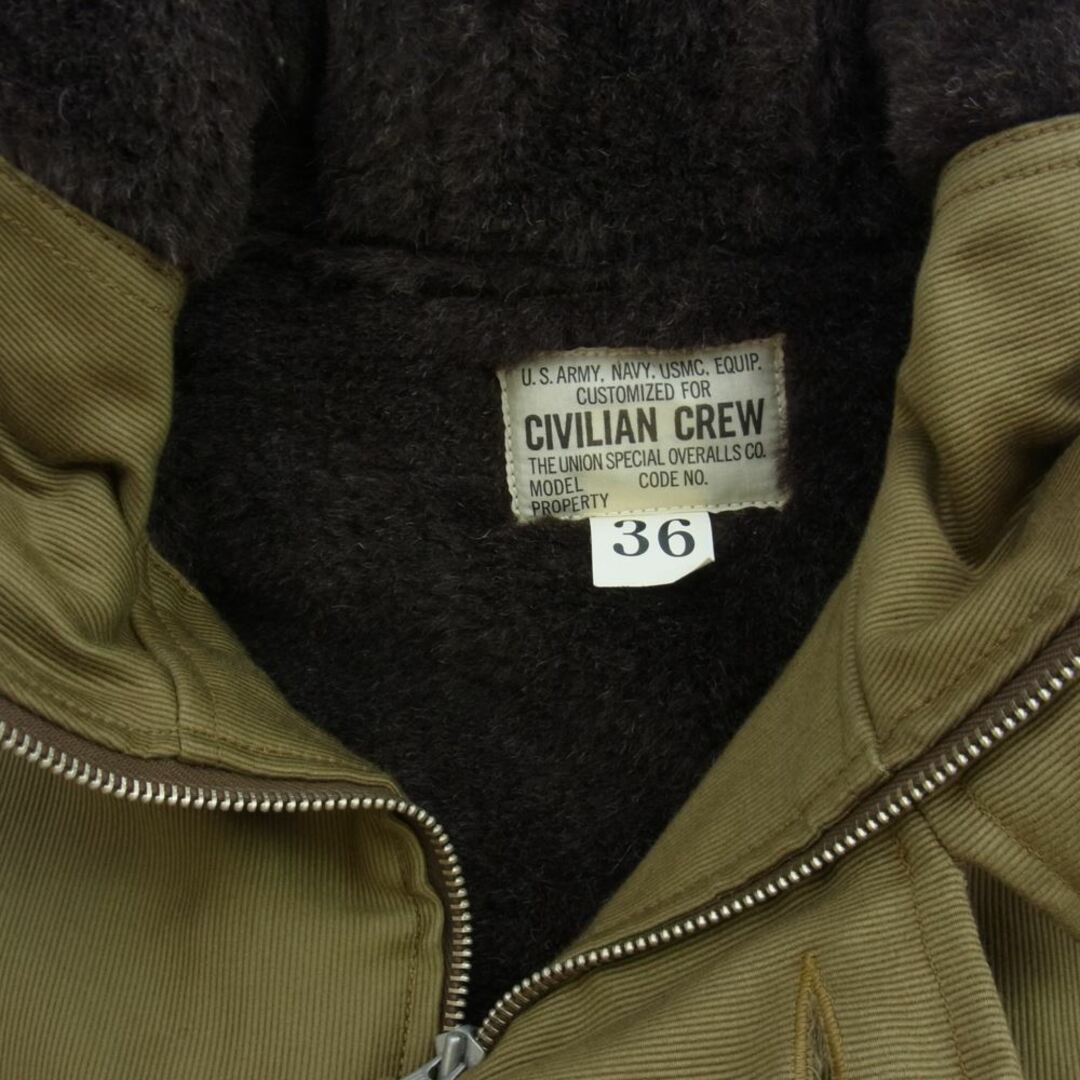 U. S. ARMY, NAVY. USMC. EQUIP.
CUSTOMIZED FOR
CIVILIAN CREW
THE UNION SPECIAL OVERALLS CO.
MODEL CODE NO.
PROPERTY
36